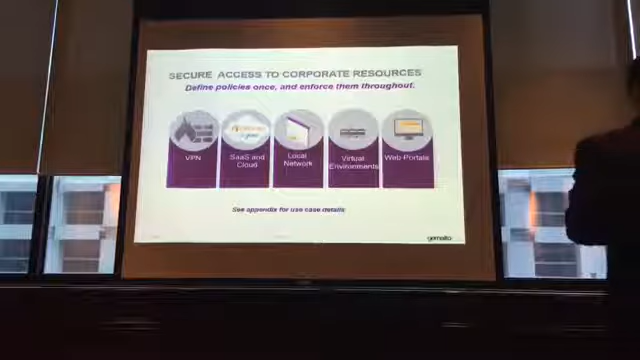 SECURE ACCESS TO CORPORATE RESOURCES
Define policies once, and enforce them throughout.
VPN
SaaS and
Cloud
Local
Network
Virtual
Environments
Web Portals
See appendix for use case details
gemalto